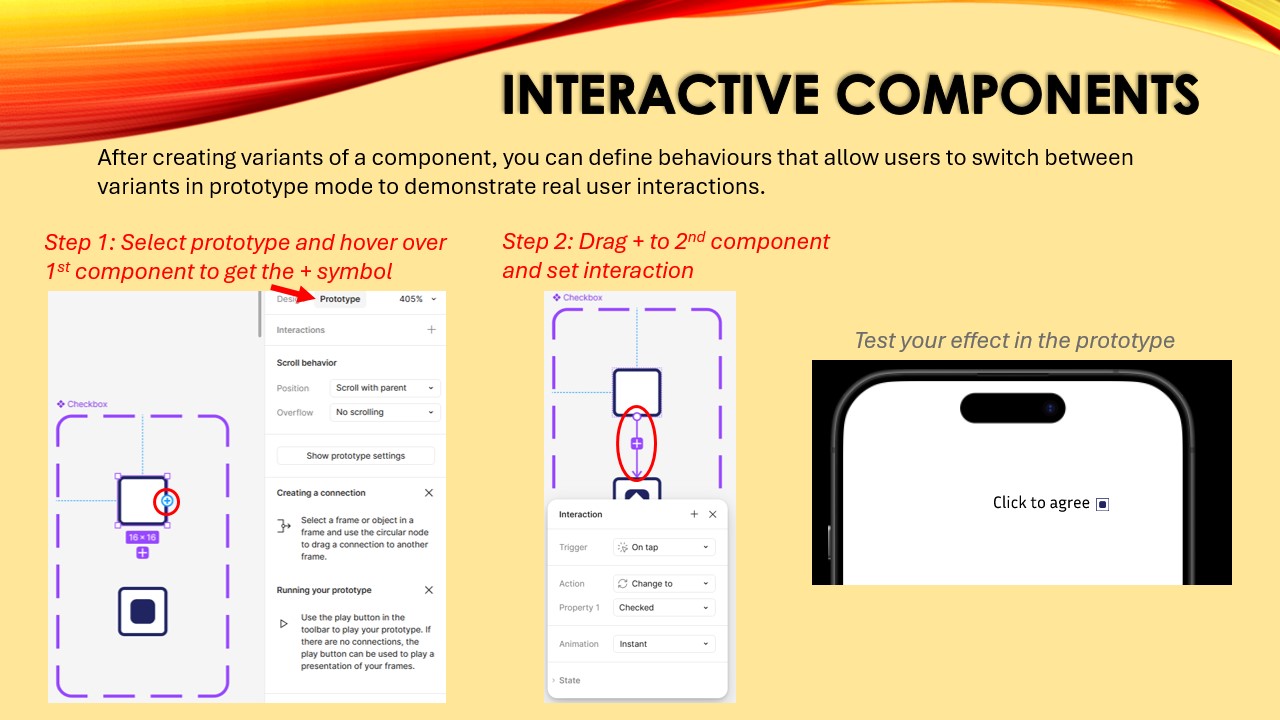 INTERACTIVE COMPONENTS
After creating variants of a component, you can define behaviours that allow users to switch between
variants in prototype mode to demonstrate real user interactions.
Step 1: Select prototype and hover over
1st component to get the + symbol
Prototype
405%
Interactions
Scroll behavior
Position Scroll with parent
Overflow No scrolling
Show prototype settings
Creating a connection
Select a frame or object in a
frame and use the circular node
to drag a connection to another
frame.
Running your prototype
Use the play button in the
toolbar to play your prototype. If
there are no connections, the
play button can be used to play a
presentation of your frames.
Checkbox
16 × 16
Step 2: Drag + to 2nd component
and set interaction
Checkbox
Interaction
Trigger On tap
Action Change to
Property 1 Checked
Animation Instant
State
Test your effect in the prototype
Click to agree